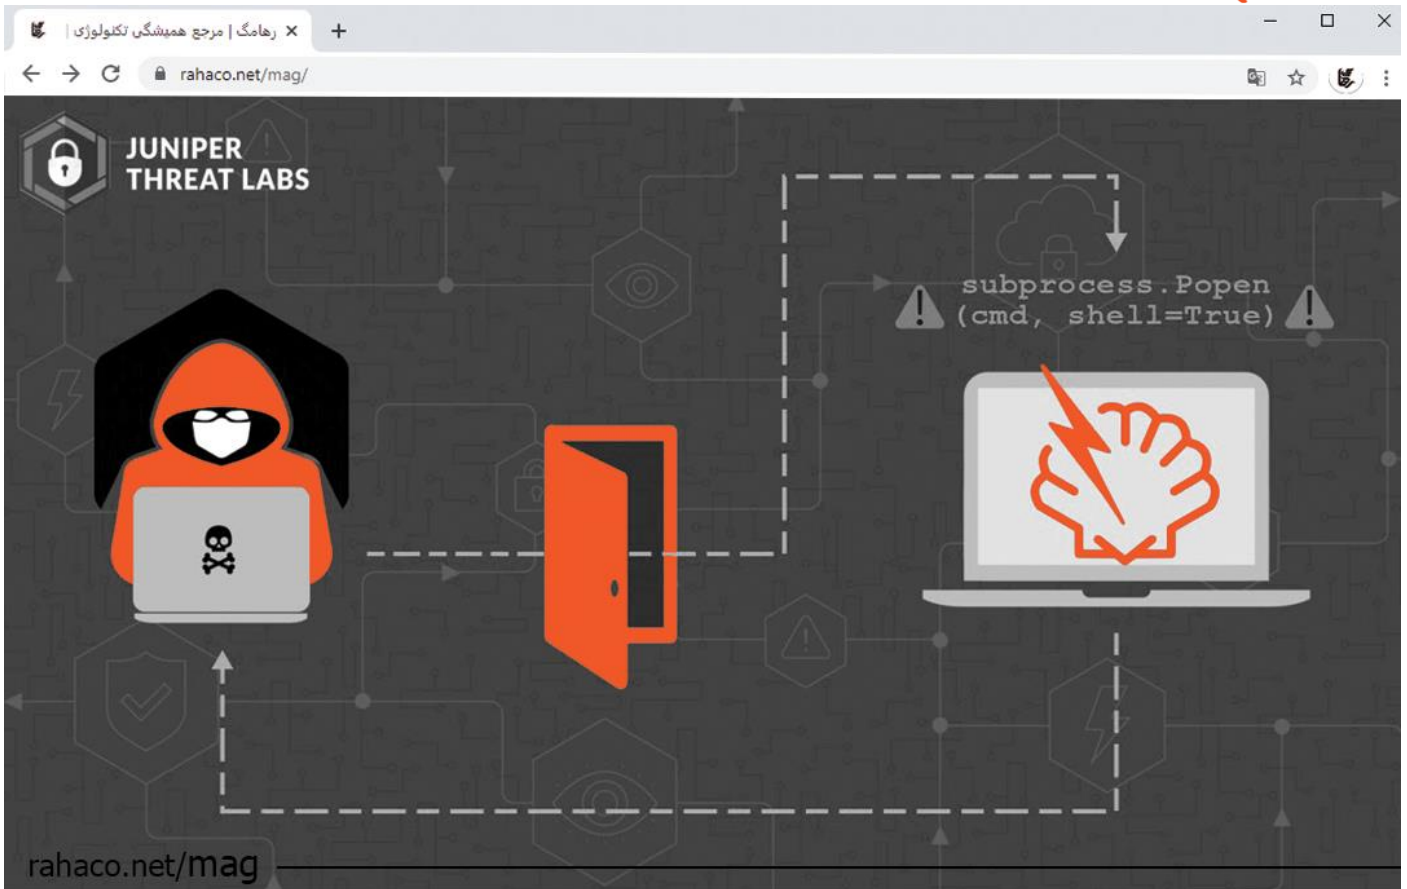 رهامگ | مرجع همیشگی تکنولوژی |
rahaco.net/mag/
JUNIPER
THREAT LABS
subprocess.Popen
(cmd, shell=True)
rahaco.net/mag